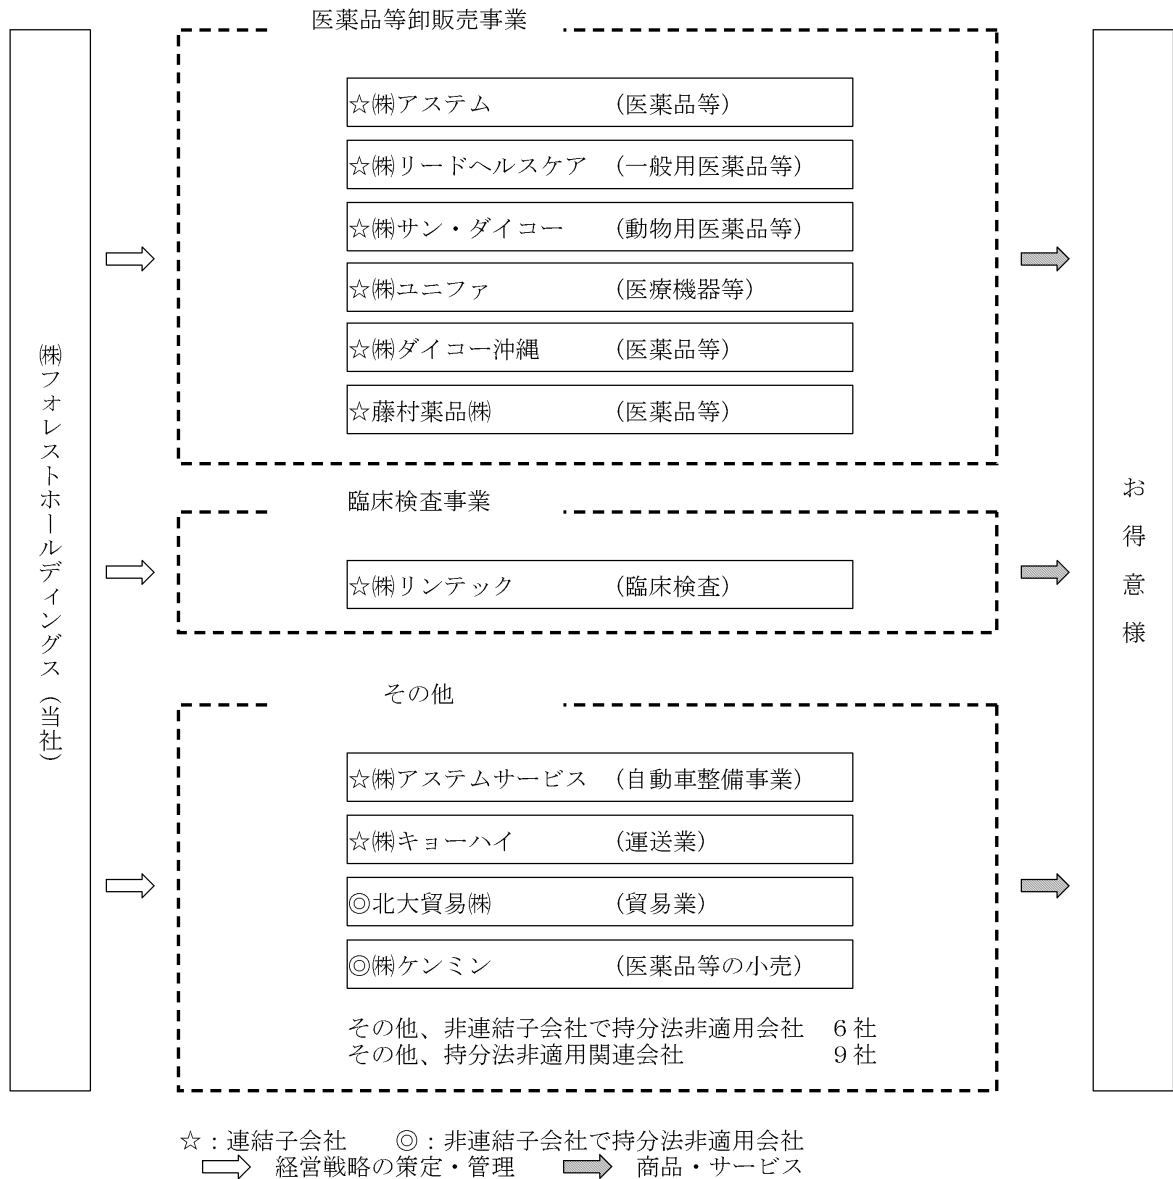 医薬品等卸販売事業
☆㈱アステム　　　　　（医薬品等）
☆㈱リードヘルスケア　（一般用医薬品等）
☆㈱サン・ダイコー　　（動物用医薬品等）
☆㈱ユニファ　　　　　（医療機器等）
☆㈱ダイコー沖縄　　　（医薬品等）
☆藤村薬品㈱　　　　　（医薬品等）
㈱フォレストホールディングス（当社）
臨床検査事業
☆㈱リンテック　　　　（臨床検査）
お得意様
その他
☆㈱アステムサービス　（自動車整備事業）
☆㈱キョーハイ　　　　（運送業）
◎北大貿易㈱　　　　　（貿易業）
◎㈱ケンミン　　　　　（医薬品等の小売）
その他、非連結子会社で持分法非適用会社　６社
その他、持分法非適用関連会社　　　　　　９社
☆：連結子会社　　◎：非連結子会社で持分法非適用会社
経営戦略の策定・管理　　商品・サービス